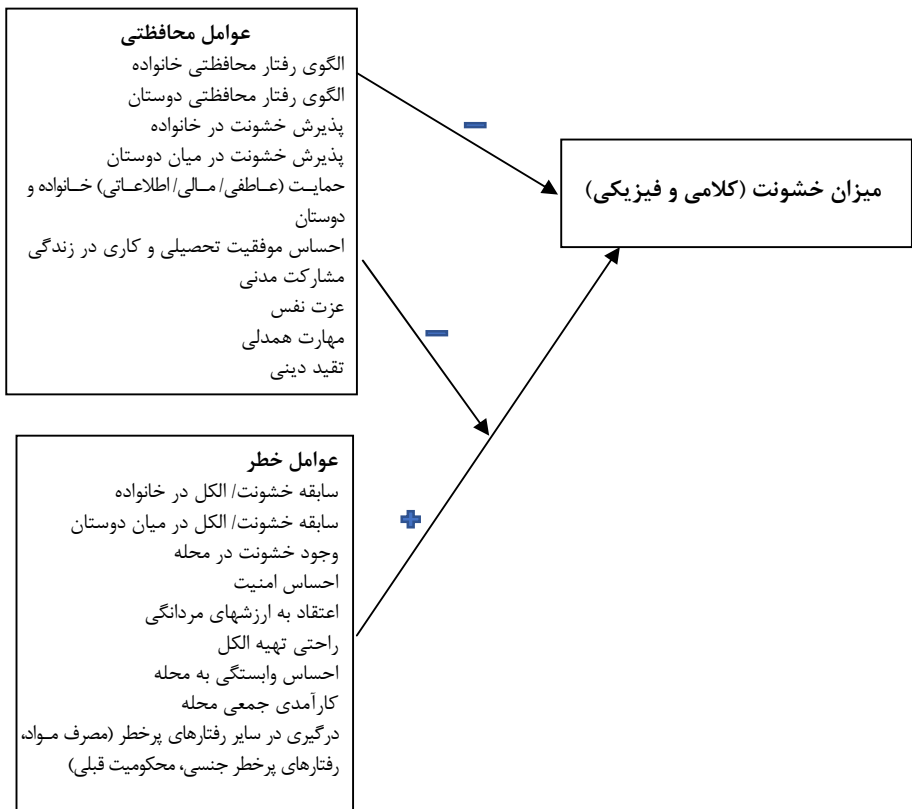 عوامل محافظتی
الگوی رفتار محافظتی خانواده
الگوی رفتار محافظتی دوستان
پذیرش خشونت در خانواده
پذیرش خشونت در میان دوستان
حمایت (عاطفی/ مالی/ اطلاعاتی) خانواده و
دوستان
احساس موفقیت تحصیلی و کاری در زندگی
مشارکت مدنی
عزت نفس
مهارت همدلی
تقید دینی
میزان خشونت (کلامی و فیزیکی)
عوامل خطر
سابقه خشونت/ الکل در خانواده
سابقه خشونت/ الکل در میان دوستان
وجود خشونت در محله
احساس امنیت
اعتقاد به ارزشهای مردانگی
راحتی تهیه الکل
احساس وابستگی به محله
کارآمدی جمعی محله
درگیری در سایر رفتارهای پرخطر (مصرف مواد،
رفتارهای پرخطر جنسی، محکومیت قبلی)